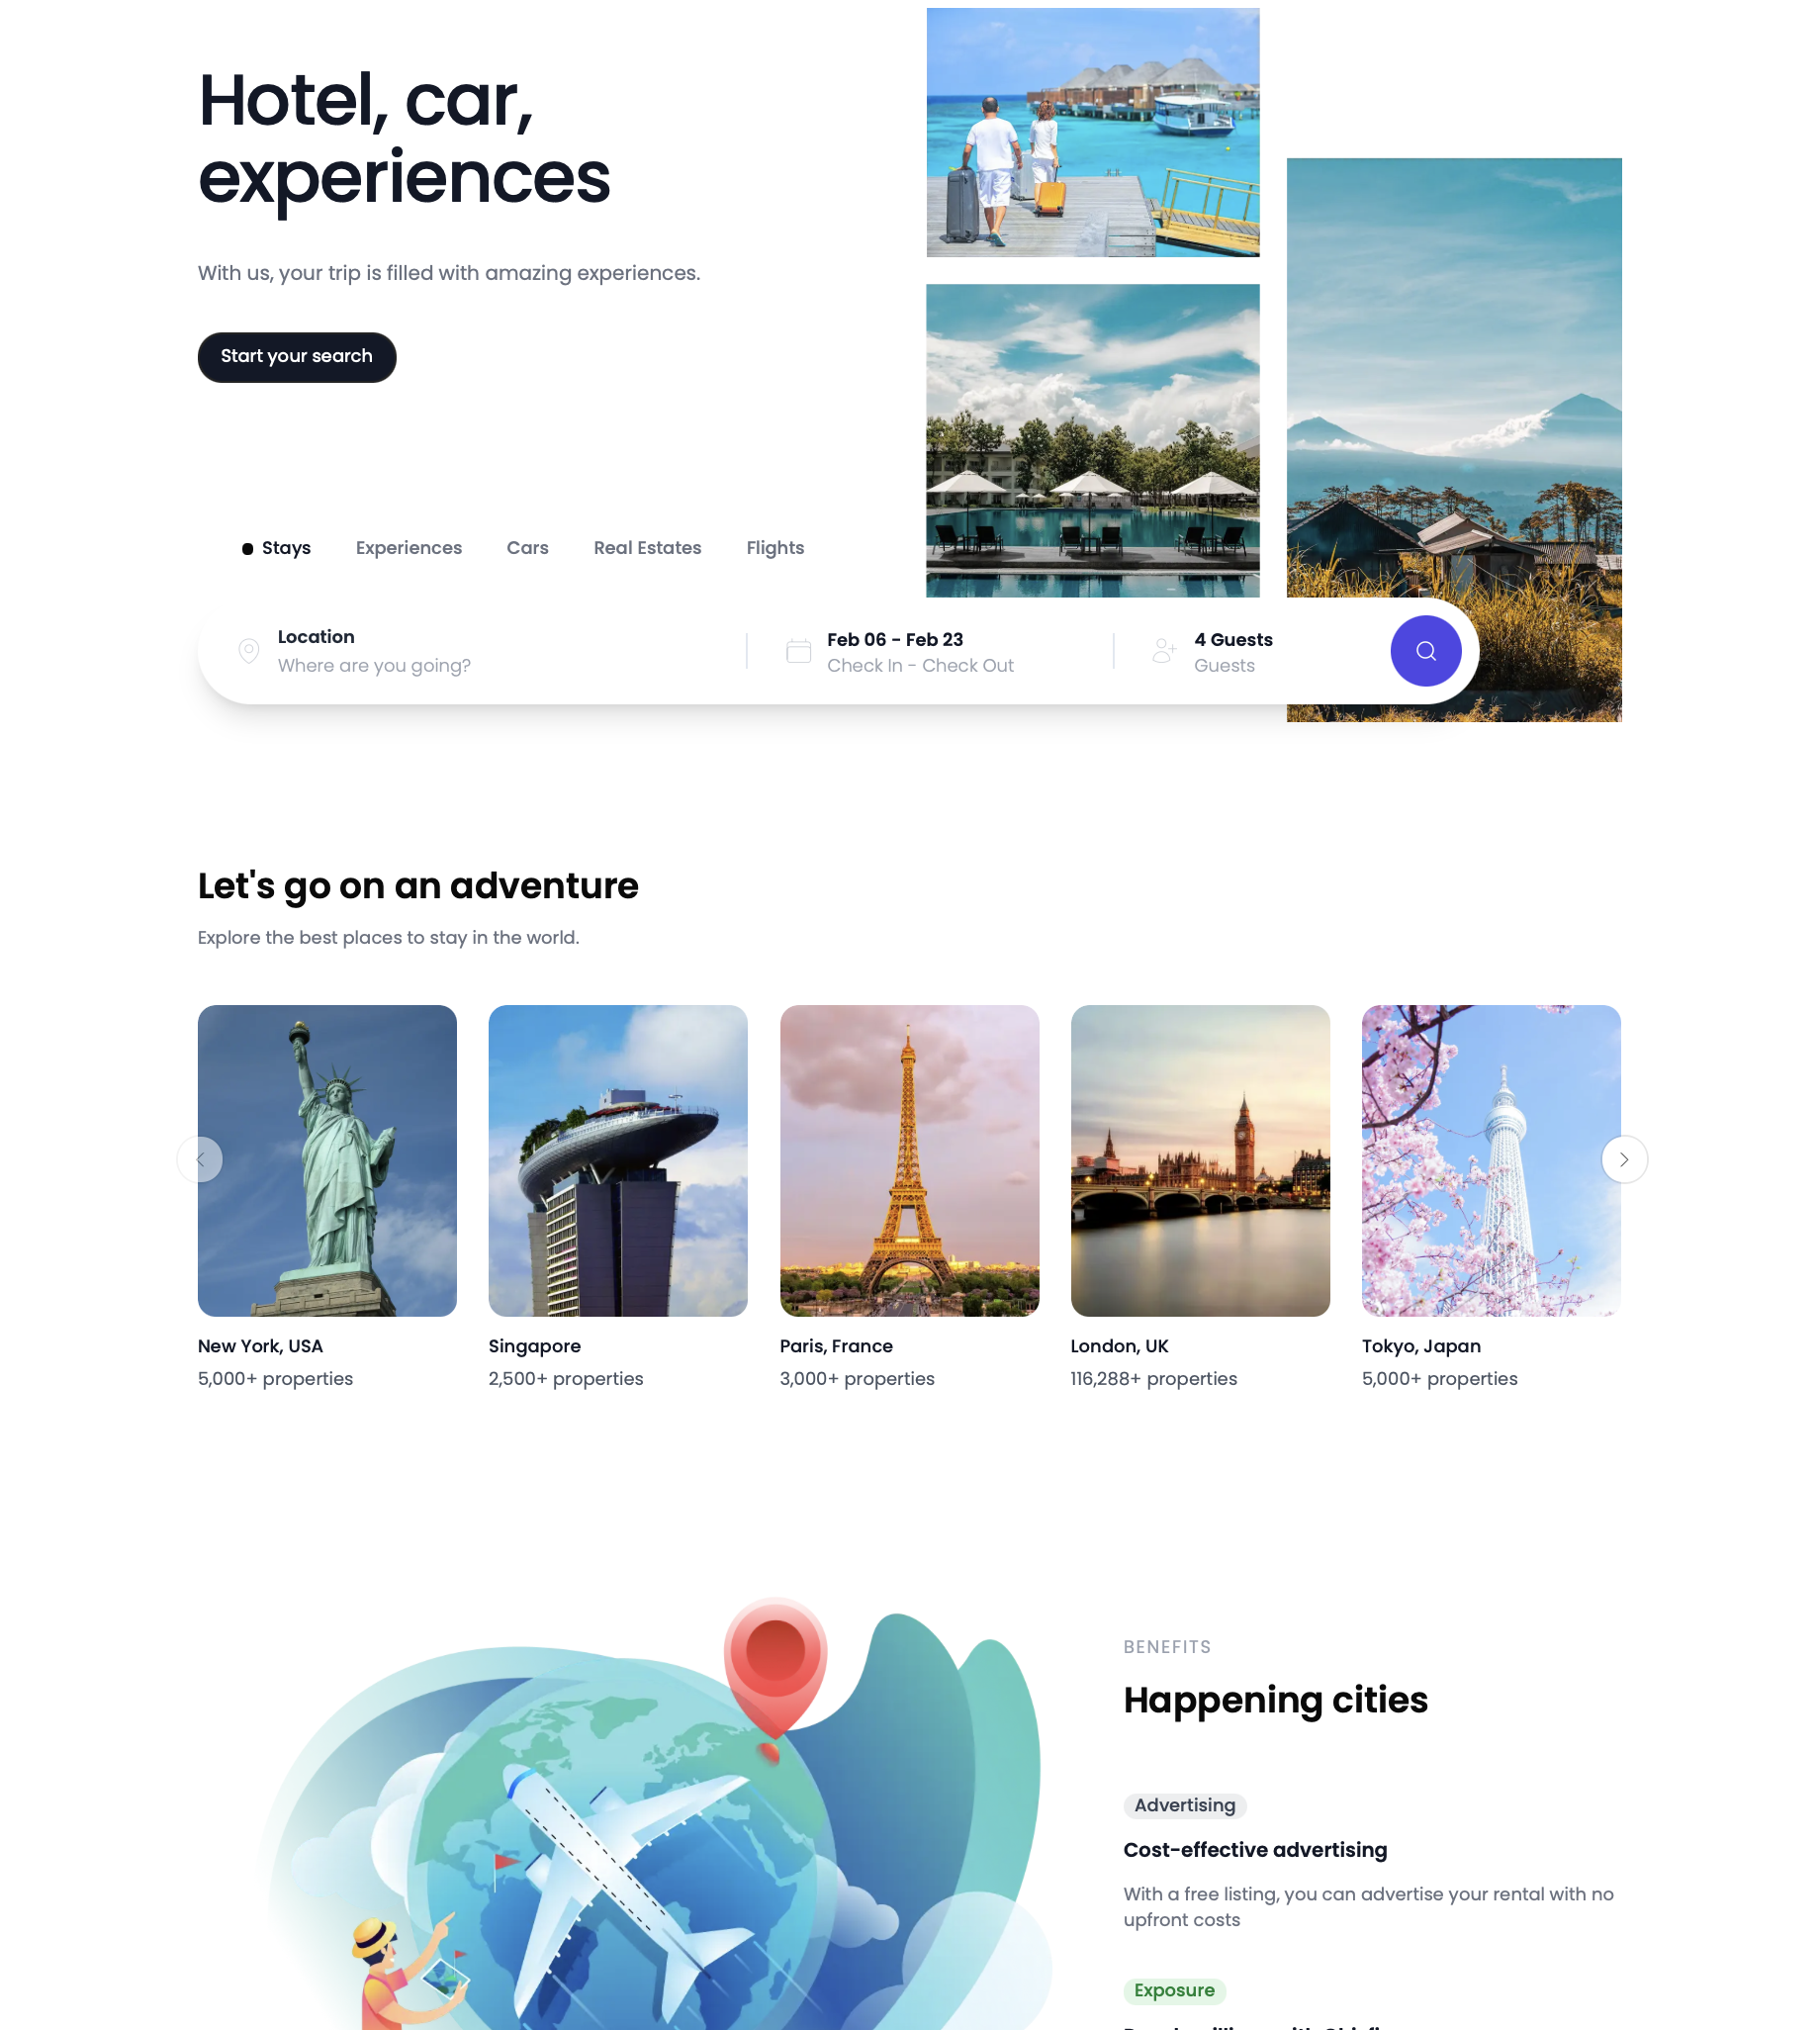 Hotel, car,
experiences
With us, your trip is filled with amazing experiences.
Start your search
Stays
Experiences
Cars
Real Estates
Flights
Location
Where are you going?
Feb 06 - Feb 23
Check In - Check Out
4 Guests
Guests
Let's go on an adventure
Explore the best places to stay in the world.
New York, USA
5,000+ properties
Singapore
2,500+ properties
Paris, France
3,000+ properties
London, UK
116,288+ properties
Tokyo, Japan
5,000+ properties
BENEFITS
Happening cities
Advertising
Cost-effective advertising
With a free listing, you can advertise your rental with no
upfront costs
Exposure